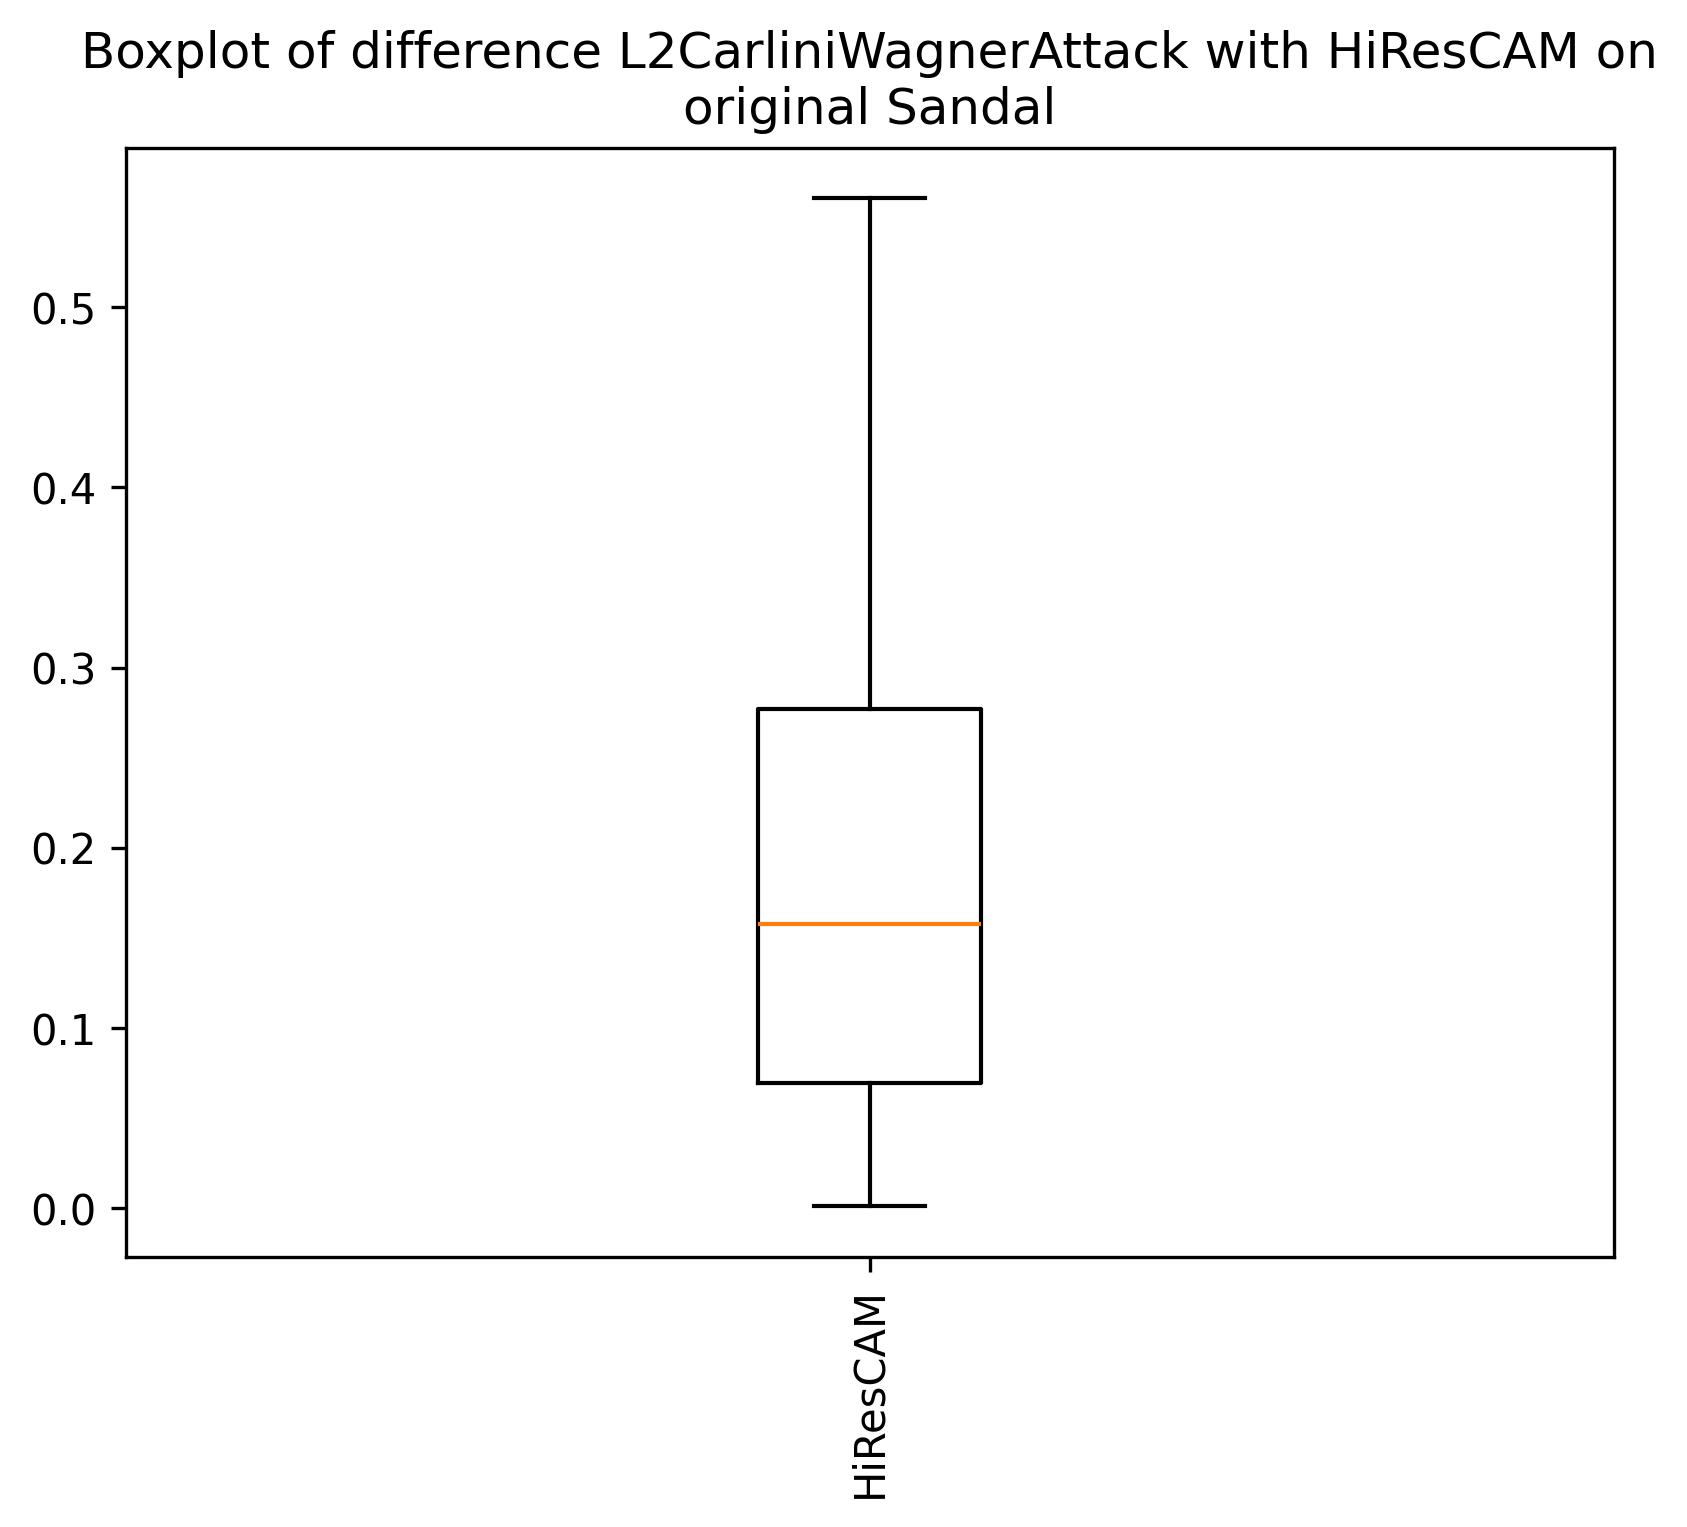 Boxplot of difference L2CarliniWagnerAttack with HiResCAM on
original Sandal
0.5
0.4
0.3
0.2
0.1
0.0
HiResCAM